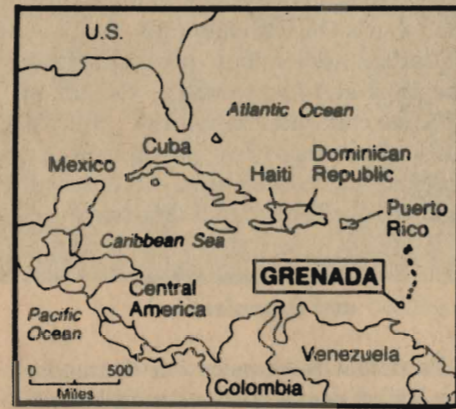 U.S.
Atlantic Ocean
Cuba
Mexico
Haiti
Dominican
Republic
Puerto
Rico
Caribbean Sea
GRENADA
Central
America
Pacific
Ocean
Venezuela
0 500
Miles
Colombia